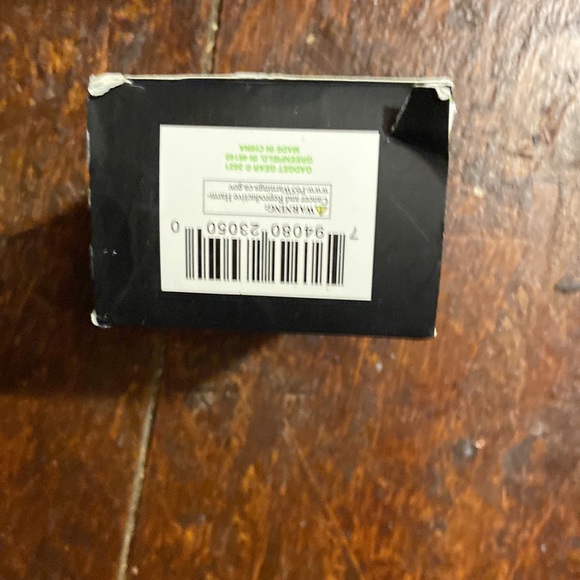 7 94080 23050 0
⚠ WARNING:
Cancer and Reproductive Harm-
www.P65Warnings.ca.gov
GADGET GEAR © 2021
GREENFIELD, IN 46140
MADE IN CHINA